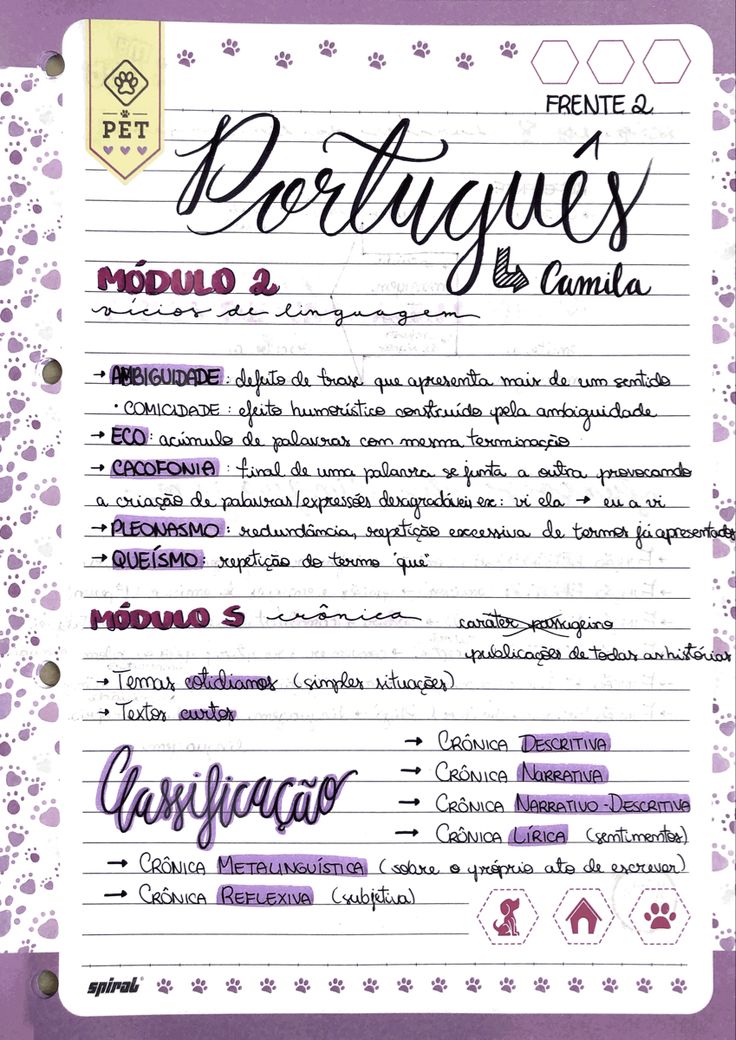 PET
FRENTE 2
Português
Camila
MÓDULO 2
vícios de linguagem
→ AMBIGUIDADE: defeito de frase que apresenta mais de um sentido
• COMICIDADE: efeito humorístico construído pela ambiguidade
→ ECO: acúmulo de palavras com mesma terminação
→ CACOFONIA: final de uma palavra se junta a outra provocando
a criação de palavras/expressões desagradáveis ex: vi ela → eu a vi
→ PLEONASMO: redundância, repetição excessiva de termos já apresentados
→ QUEÍSMO: repetição do termo "que"
MÓDULO 5 crônica
caráter passageiro
publicações de todas as histórias
→ Temas cotidianos (simples situações)
→ Textos curtos
Classificação
→ CRÔNICA DESCRITIVA
→ CRÔNICA NARRATIVA
→ CRÔNICA NARRATIVO-DESCRITIVA
→ CRÔNICA LÍRICA (sentimentos)
→ CRÔNICA METALINGUÍSTICA (sobre o próprio ato de escrever)
→ CRÔNICA REFLEXIVA (subjetiva)
spiral